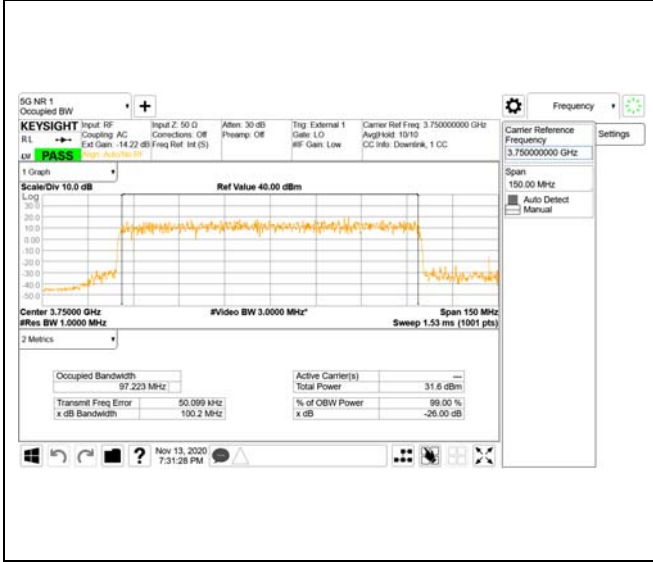 5G NR 1
Occupied BW
+
Frequency
KEYSIGHT
R L
PASS
Input: RF
Coupling: AC
Ext Gain: -14.22 dB
Align: Auto/No RF
Input Z: 50 Ω
Corrections: Off
Freq Ref: Int (S)
Atten: 30 dB
Preamp: Off
Trig: External 1
Gate: LO
#IF Gain: Low
Carrier Ref Freq: 3.750000000 GHz
Avg|Hold: 10/10
CC Info: Downlink, 1 CC
Carrier Reference
Frequency
3.750000000 GHz
Settings
Span
150.00 MHz
Auto Detect
Manual
1 Graph
Scale/Div 10.0 dB
Ref Value 40.00 dBm
Log
30.0
20.0
10.0
0.00
-10.0
-20.0
-30.0
-40.0
-50.0
Center 3.75000 GHz
#Video BW 3.0000 MHz*
Span 150 MHz
#Res BW 1.0000 MHz
Sweep 1.53 ms (1001 pts)
2 Metrics
Occupied Bandwidth
97.223 MHz
Transmit Freq Error 50.099 kHz
x dB Bandwidth 100.2 MHz
Active Carrier(s) ---
Total Power 31.6 dBm
% of OBW Power 99.00 %
x dB -26.00 dB
?
Nov 13, 2020
7:31:28 PM